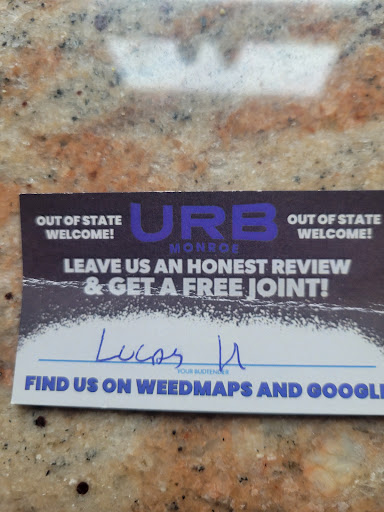 OUT OF STATE WELCOME!
URB
MONROE
OUT OF STATE WELCOME!
LEAVE US AN HONEST REVIEW
& GET A FREE JOINT!
Lucas H
YOUR BUDTENDER
FIND US ON WEEDMAPS AND GOOGLE